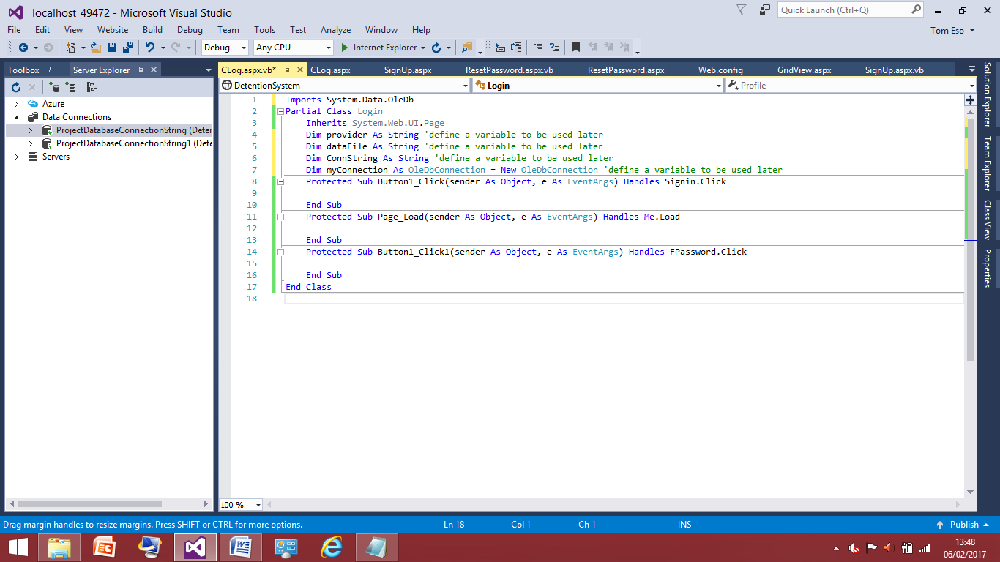 localhost_49472 - Microsoft Visual Studio
Quick Launch (Ctrl+Q)
File Edit View Website Build Debug Team Tools Test Analyze Window Help
Tom Eso
Debug Any CPU Internet Explorer
Toolbox Server Explorer
CLog.aspx.vb* CLog.aspx SignUp.aspx ResetPassword.aspx.vb ResetPassword.aspx Web.config GridView.aspx SignUp.aspx.vb
DetentionSystem Login Profile
Azure
Data Connections
ProjectDatabaseConnectionString (Deter
ProjectDatabaseConnectionString1 (Dete
Servers
1 Imports System.Data.OleDb
2 Partial Class Login
3 Inherits System.Web.UI.Page
4 Dim provider As String 'define a variable to be used later
5 Dim dataFile As String 'define a variable to be used later
6 Dim ConnString As String 'define a variable to be used later
7 Dim myConnection As OleDbConnection = New OleDbConnection 'define a variable to be used later
8 Protected Sub Button1_Click(sender As Object, e As EventArgs) Handles Signin.Click
9
10 End Sub
11 Protected Sub Page_Load(sender As Object, e As EventArgs) Handles Me.Load
12
13 End Sub
14 Protected Sub Button1_Click1(sender As Object, e As EventArgs) Handles FPassword.Click
15
16 End Sub
17 End Class
18
Solution Explorer
Team Explorer
Class View
Properties
100 %
Drag margin handles to resize margins. Press SHIFT or CTRL for more options. Ln 18 Col 1 Ch 1 INS Publish
13:48
06/02/2017